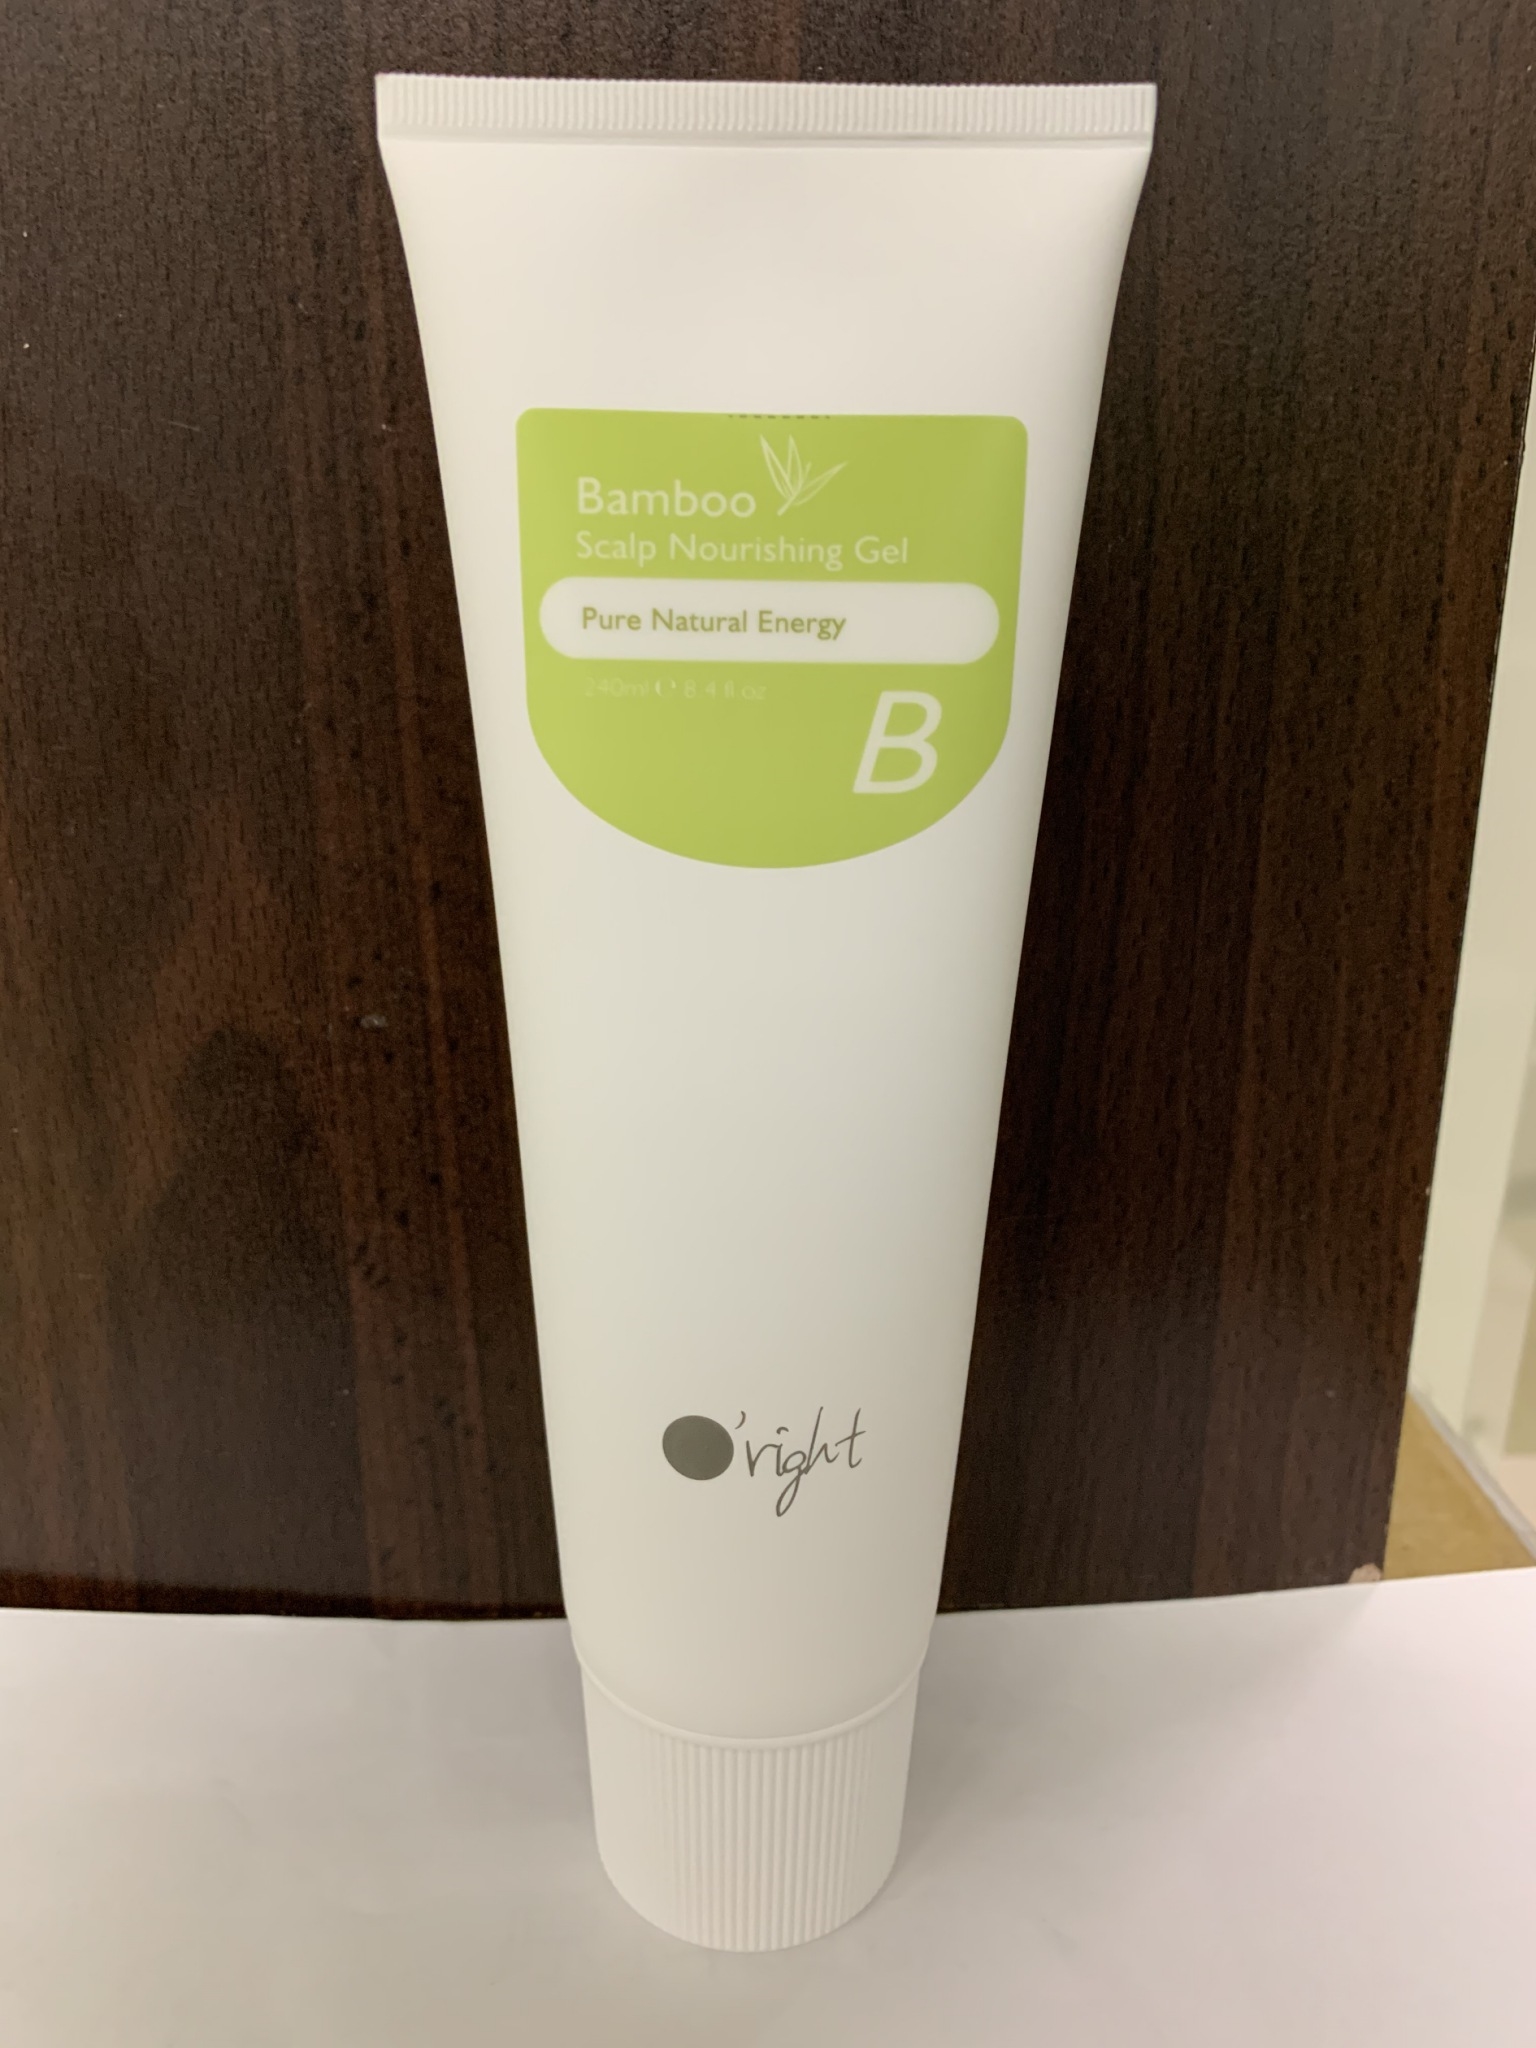 Bamboo
Scalp Nourishing Gel
Pure Natural Energy
240ml ℮ 8.4 fl oz
B
O'right